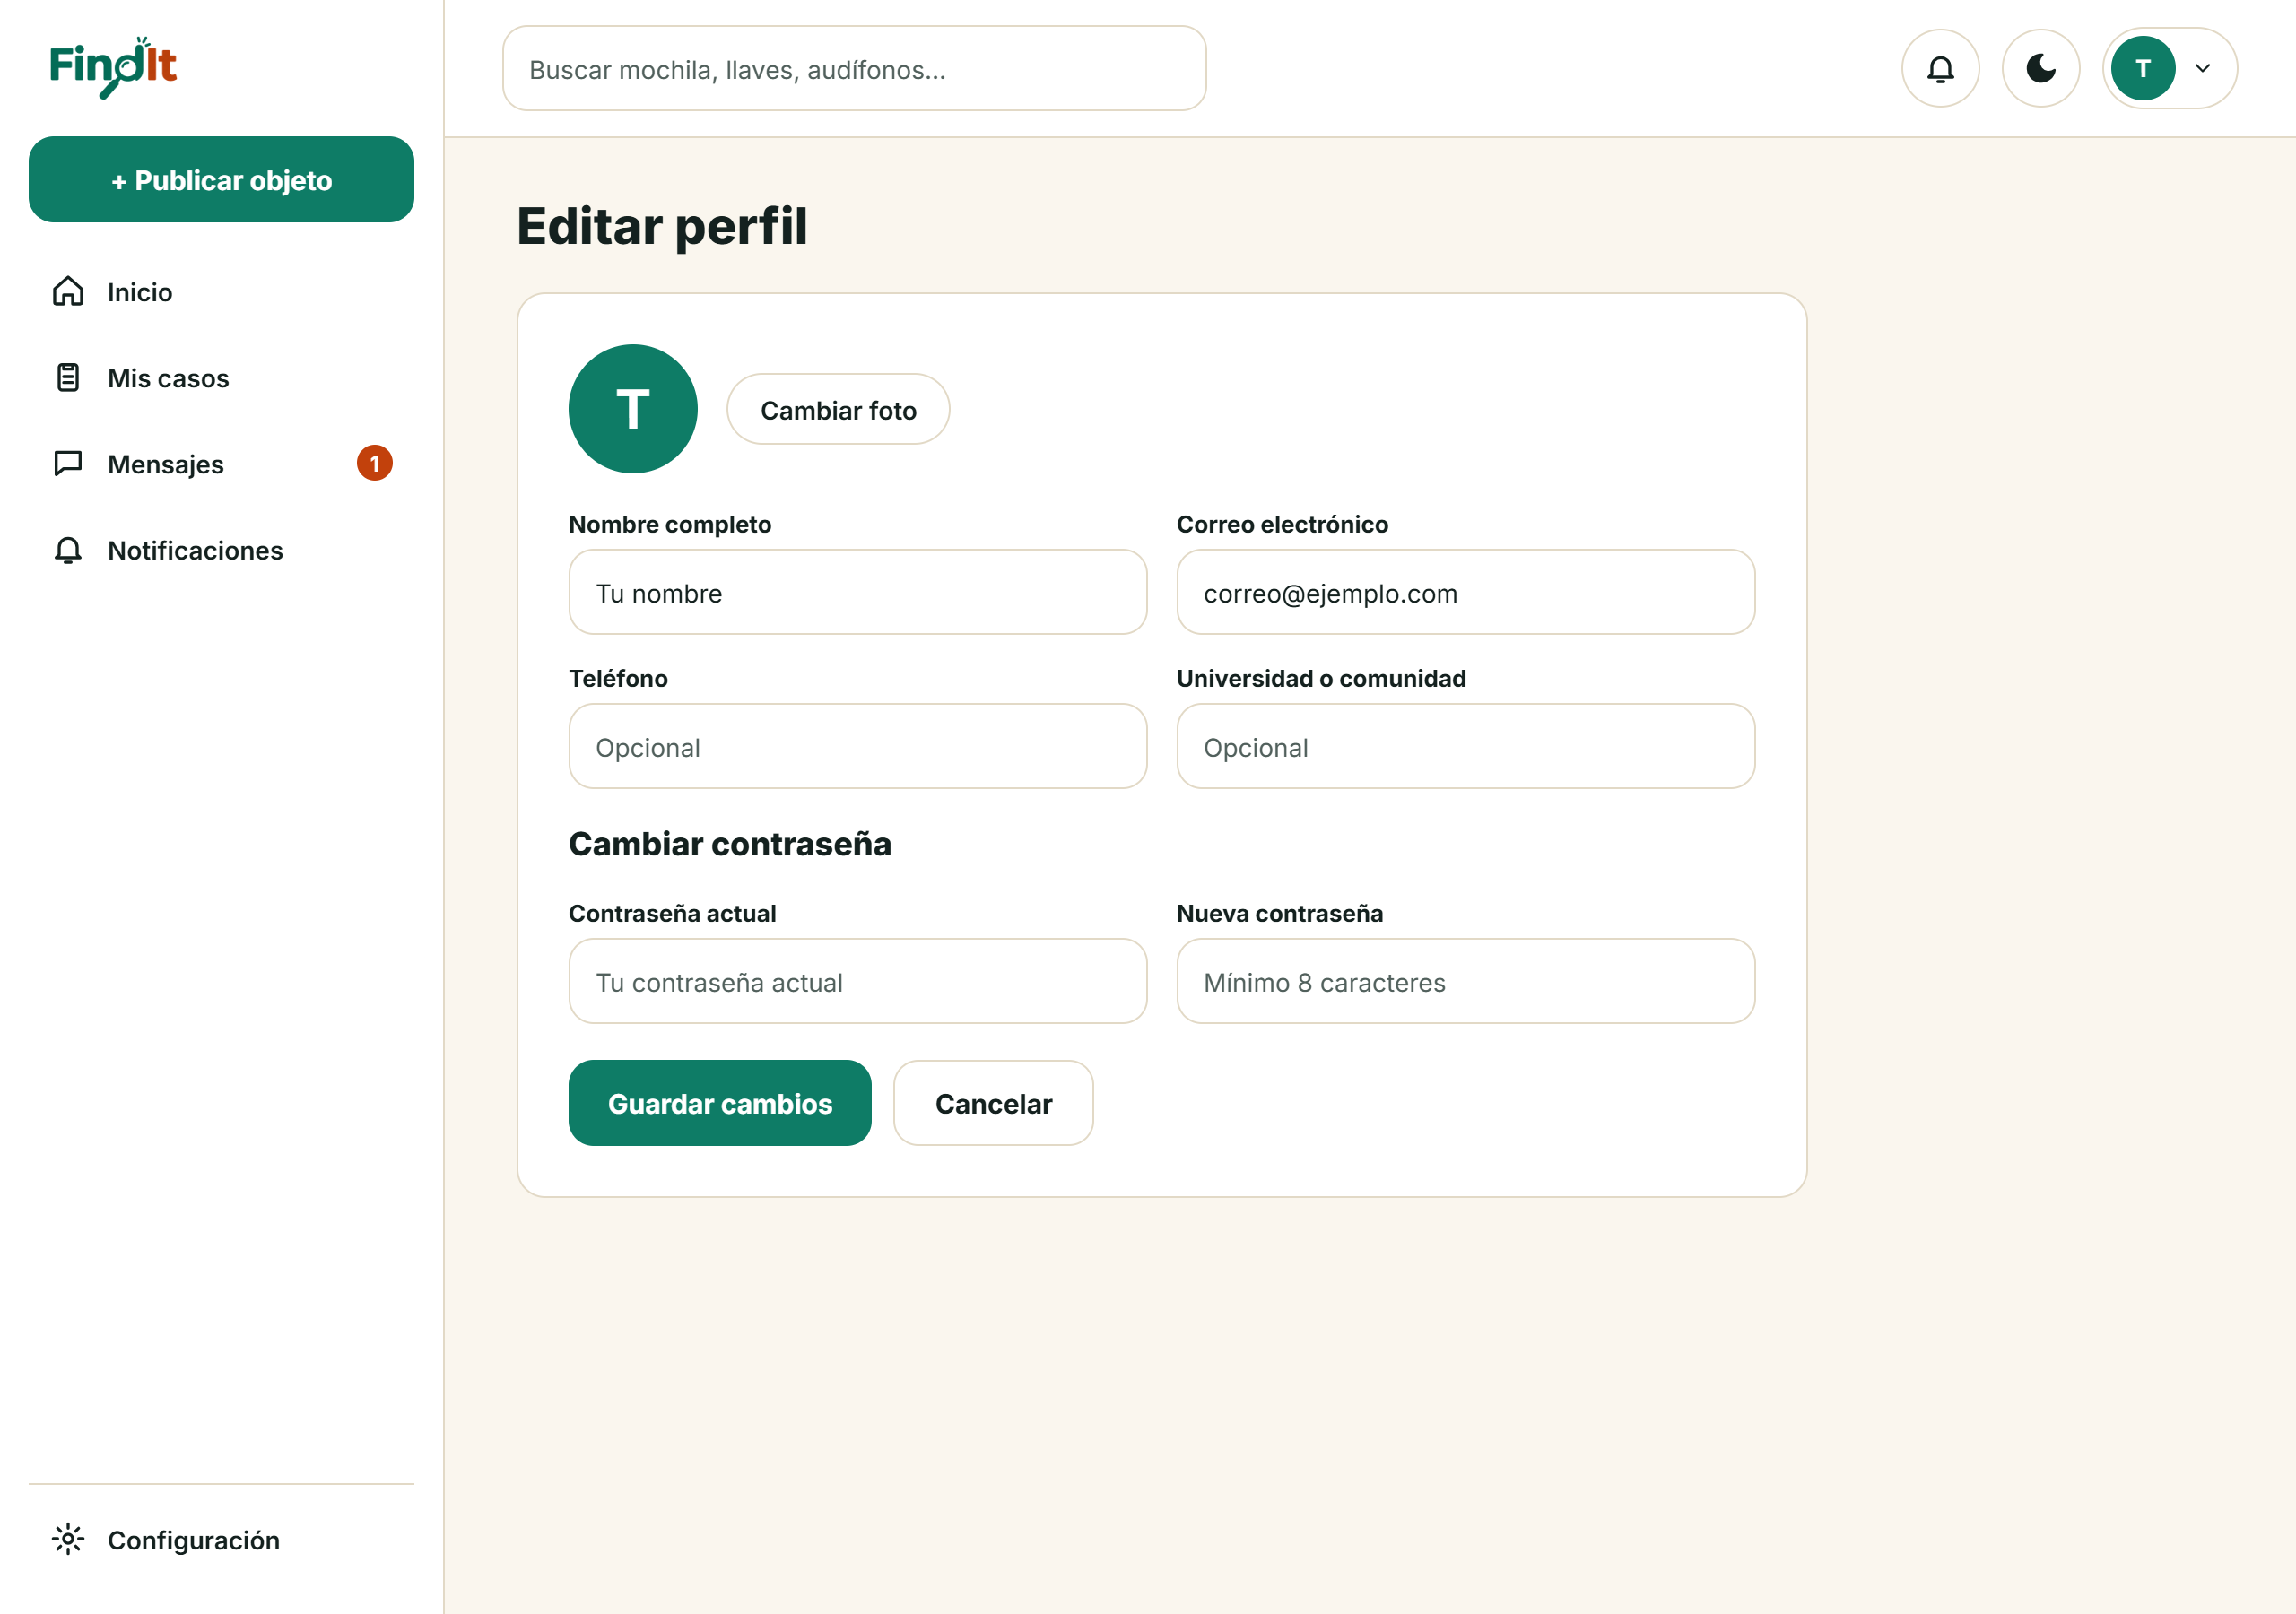 FindIt
Buscar mochila, llaves, audífonos...
T
+ Publicar objeto
Inicio
Mis casos
Mensajes 1
Notificaciones
Configuración
Editar perfil
T
Cambiar foto
Nombre completo
Tu nombre
Correo electrónico
correo@ejemplo.com
Teléfono
Opcional
Universidad o comunidad
Opcional
Cambiar contraseña
Contraseña actual
Tu contraseña actual
Nueva contraseña
Mínimo 8 caracteres
Guardar cambios
Cancelar